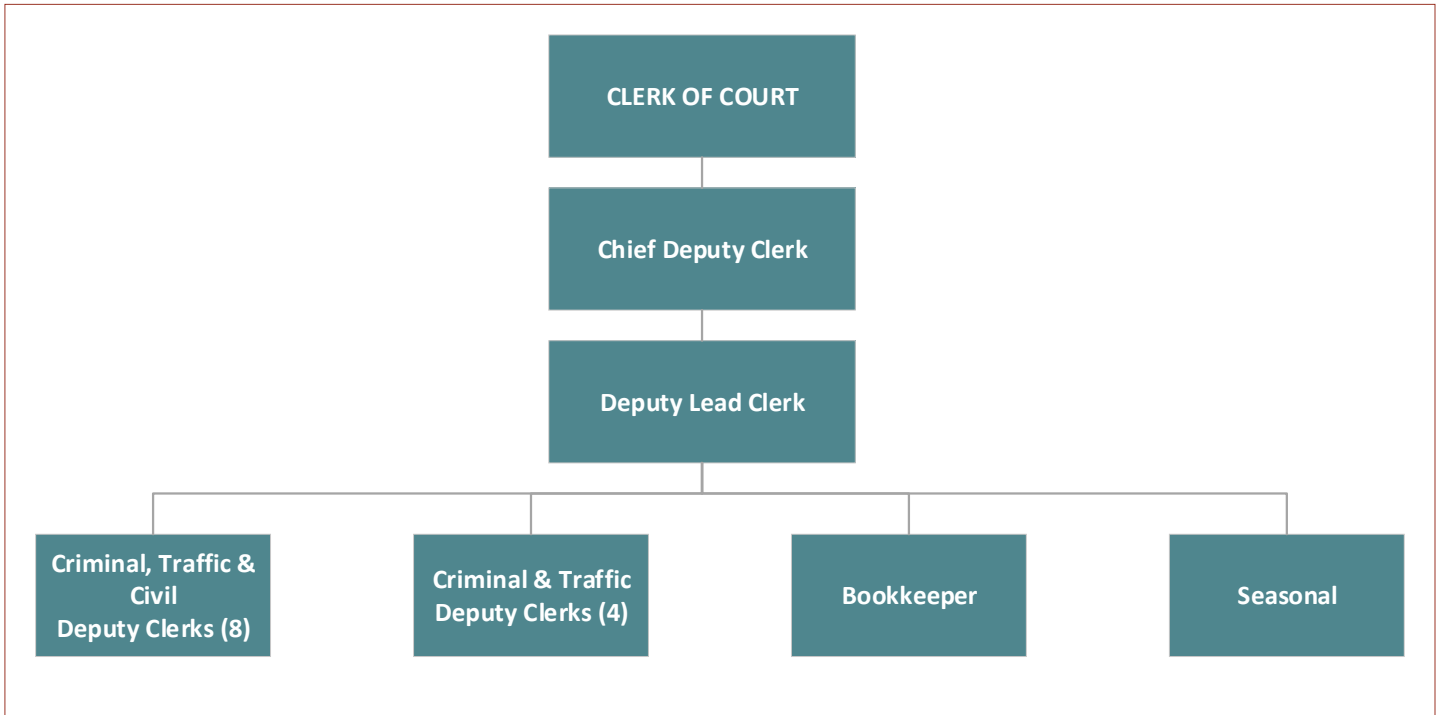 CLERK OF COURT
Chief Deputy Clerk
Deputy Lead Clerk
Criminal, Traffic &
Civil
Deputy Clerks (8)
Criminal & Traffic
Deputy Clerks (4)
Bookkeeper
Seasonal